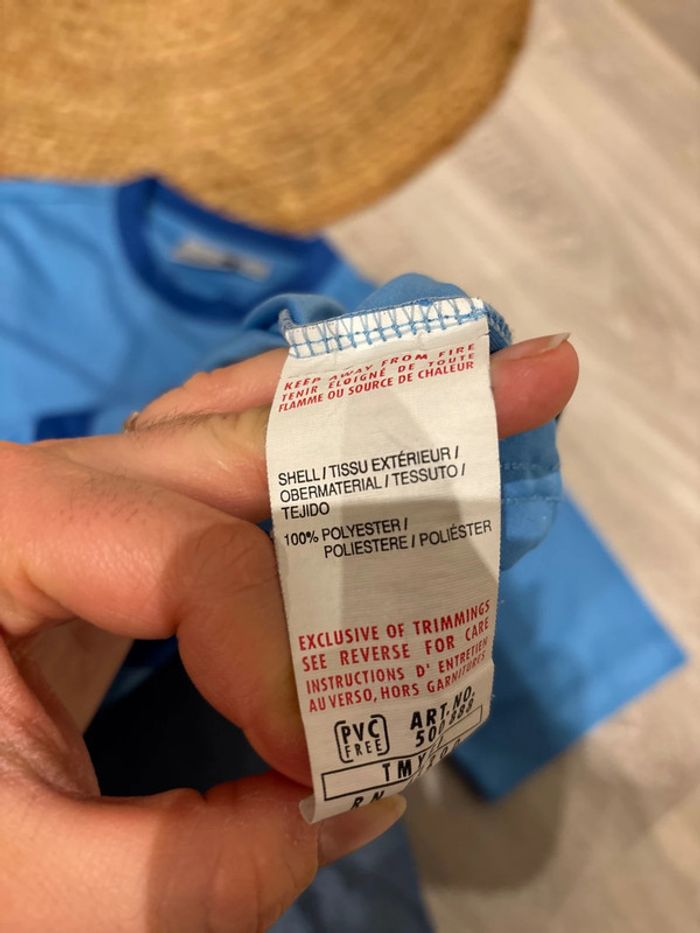 KEEP AWAY FROM FIRE
TENIR ÉLOIGNÉ DE TOUTE
FLAMME OU SOURCE DE CHALEUR
SHELL / TISSU EXTÉRIEUR /
OBERMATERIAL / TESSUTO /
TEJIDO
100% POLYESTER /
POLIESTERE / POLIÉSTER
EXCLUSIVE OF TRIMMINGS
SEE REVERSE FOR CARE
INSTRUCTIONS D' ENTRETIEN
AU VERSO, HORS GARNITURES
PVC
FREE
ART. NO.
RN